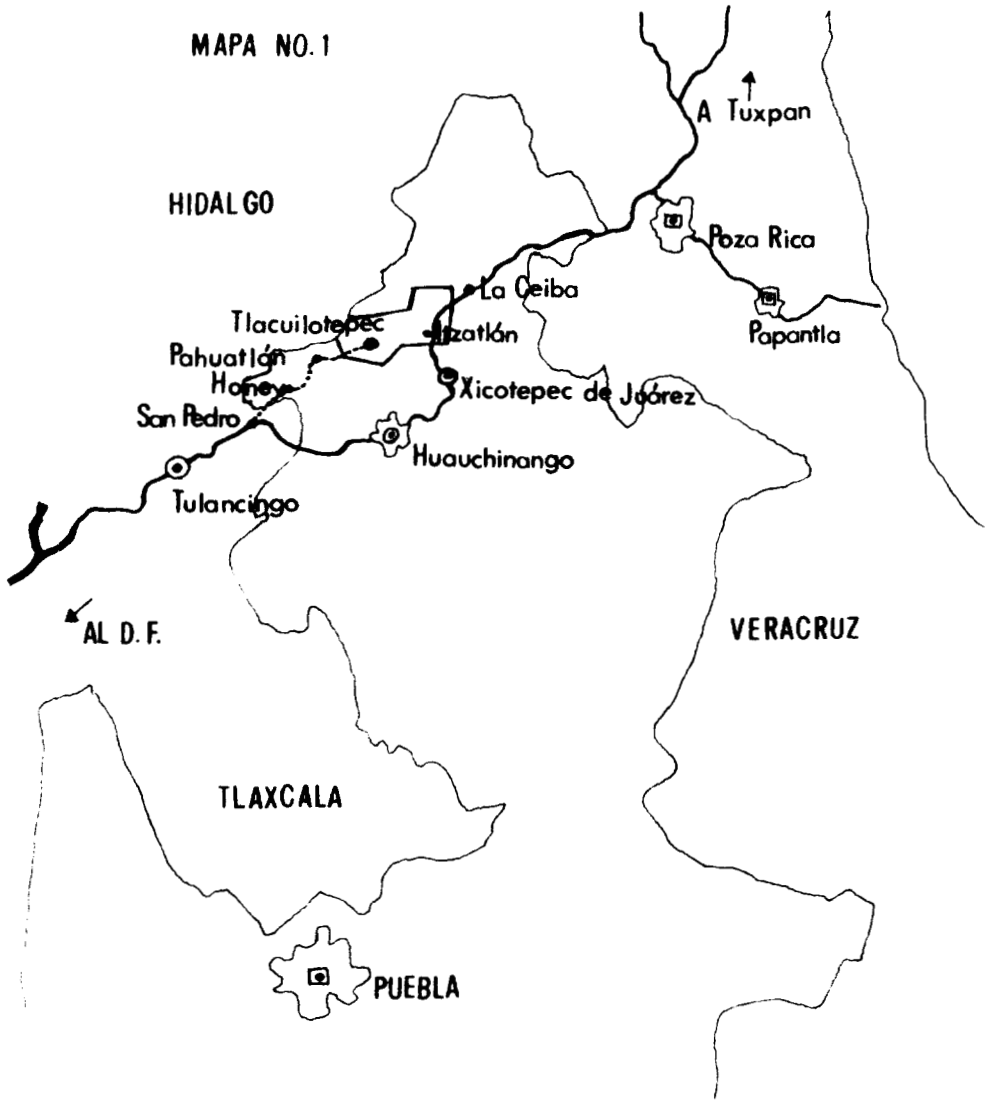 MAPA NO. 1
A Tuxpan
HIDALGO
Poza Rica
La Ceiba
Tlacuilotepec
Papantla
Pahuatlán
Honey
Xicotepec de Juárez
San Pedro
Huauchinango
Tulancingo
AL D.F.
VERACRUZ
TLAXCALA
PUEBLA